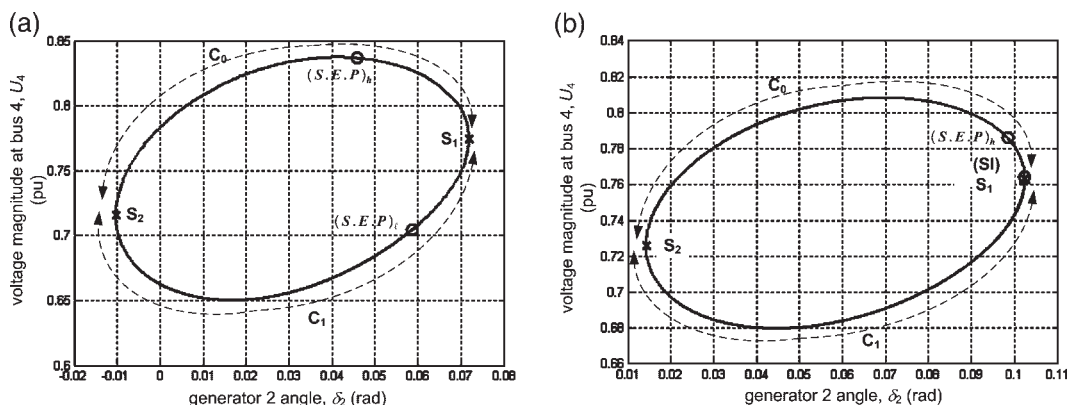 (a)
0.85
0.8
0.75
0.7
0.65
0.6
-0.02
-0.01
0
0.01
0.02
0.03
0.04
0.05
0.06
0.07
0.08
voltage magnitude at bus 4, U4
(pu)
generator 2 angle, δ2 (rad)
C0
(S.E.P)h
S1
S2
(S.E.P)ℓ
C1
(b)
0.84
0.82
0.8
0.78
0.76
0.74
0.72
0.7
0.68
0.66
0.01
0.02
0.03
0.04
0.05
0.06
0.07
0.08
0.09
0.1
0.11
voltage magnitude at bus 4, U4
(pu)
generator 2 angle, δ2 (rad)
C0
(S.E.P)h
(SI)
S1
S2
C1